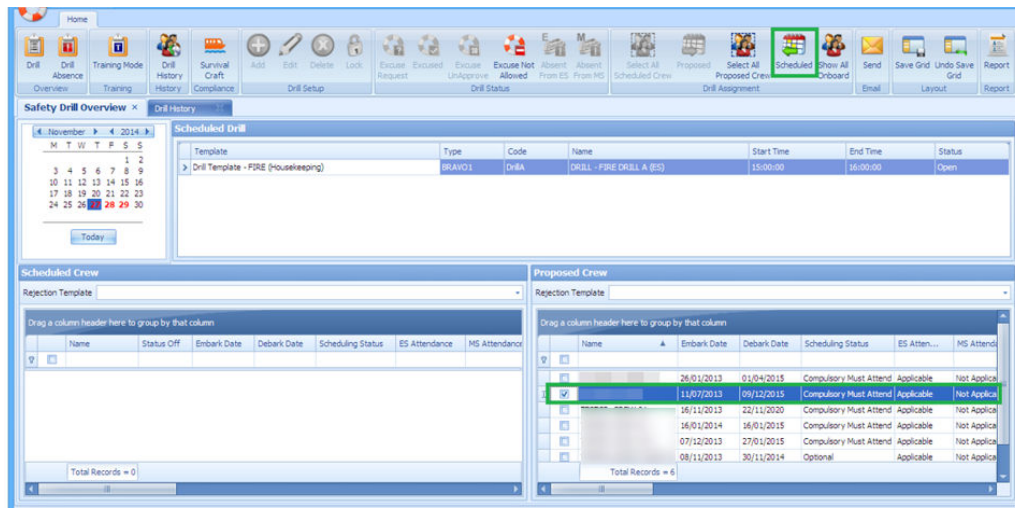 Home
Drill
Drill Absence
Training Mode
Drill History
Survival Craft
Add
Edit
Delete
Lock
Excuse Request
Excused
Excuse UnApprove
Excuse Not Allowed
Absent From ES
Absent From MS
Select All Scheduled Crew
Proposed
Select All Proposed Crew
Scheduled
Show All Onboard
Send
Save Grid
Undo Save Grid
Report
Overview
Training
History
Compliance
Drill Setup
Drill Status
Drill Assignment
Email
Layout
Report
Safety Drill Overview ×
Drill History
November 2014
M T W T F S S
1 2
3 4 5 6 7 8 9
10 11 12 13 14 15 16
17 18 19 20 21 22 23
24 25 26 27 28 29 30
Today
Scheduled Drill
Template Type Code Name Start Time End Time Status
Drill Template - FIRE (Housekeeping) BRAVO1 DrillA DRILL - FIRE DRILL A (ES) 15:00:00 16:00:00 Open
Scheduled Crew
Rejection Template
Drag a column header here to group by that column
Name Status Off Embark Date Debark Date Scheduling Status ES Attendance MS Attendance
Total Records = 0
Proposed Crew
Rejection Template
Drag a column header here to group by that column
Name Embark Date Debark Date Scheduling Status ES Atten... MS Attenda
26/01/2013 01/04/2015 Compulsory Must Attend Applicable Not Applica
11/07/2013 09/12/2015 Compulsory Must Attend Applicable Not Applica
16/11/2013 22/11/2020 Compulsory Must Attend Applicable Not Applica
16/01/2014 16/01/2015 Compulsory Must Attend Applicable Not Applica
07/12/2013 27/01/2015 Compulsory Must Attend Applicable Not Applica
08/11/2013 30/11/2014 Optional Applicable Not Applica
Total Records = 6